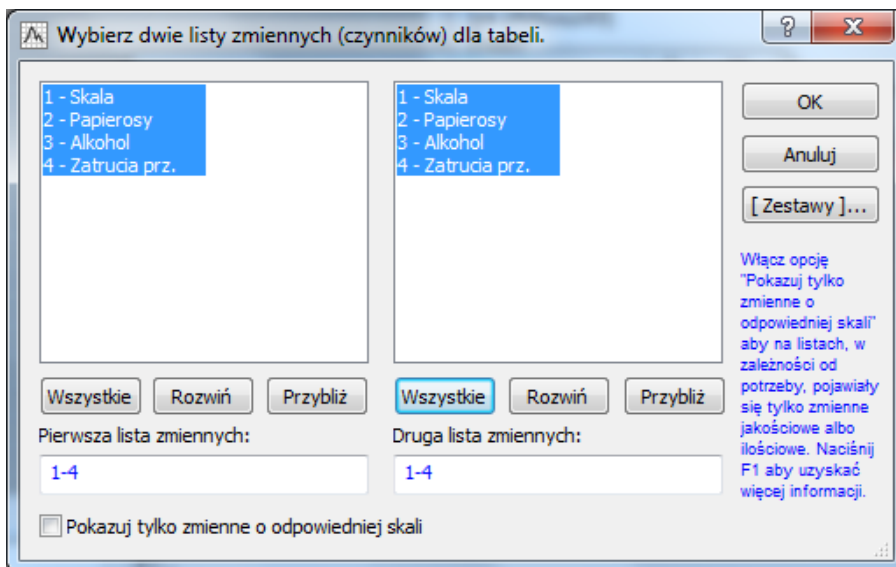 Wybierz dwie listy zmiennych (czynników) dla tabeli.
1 - Skala
2 - Papierosy
3 - Alkohol
4 - Zatrucia prz.
1 - Skala
2 - Papierosy
3 - Alkohol
4 - Zatrucia prz.
OK
Anuluj
[ Zestawy ]...
Włącz opcję
"Pokazuj tylko
zmienne o
odpowiedniej skali"
aby na listach, w
zależności od
potrzeby, pojawiały
się tylko zmienne
jakościowe albo
ilościowe. Naciśnij
F1 aby uzyskać
więcej informacji.
Wszystkie Rozwiń Przybliż
Wszystkie Rozwiń Przybliż
Pierwsza lista zmiennych:
1-4
Druga lista zmiennych:
1-4
Pokazuj tylko zmienne o odpowiedniej skali